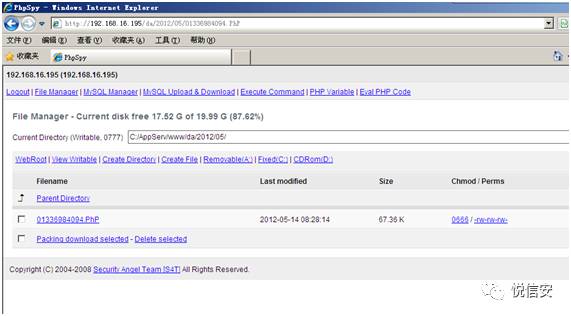 PhpSpy - Windows Internet Explorer
http://192.168.16.195/da/2012/05/01336984094.PhP
文件(F) 编辑(E) 查看(V) 收藏夹(A) 工具(T) 帮助(H)
收藏夹 PhpSpy
192.168.16.195 (192.168.16.195)
Logout | File Manager | MySQL Manager | MySQL Upload & Download | Execute Command | PHP Variable | Eval PHP Code
File Manager - Current disk free 17.52 G of 19.99 G (87.62%)
Current Directory (Writable, 0777) C:/AppServ/www/da/2012/05/
WebRoot | View Writable | Create Directory | Create File | Removable(A:) | Fixed(C:) | CDRom(D:)
Filename Last modified Size Chmod / Perms
Parent Directory
01336984094.PhP 2012-05-14 08:28:14 67.36 K 0666 / -rw-rw-rw-
Packing download selected - Delete selected
Copyright (C) 2004-2008 Security Angel Team [S4T] All Rights Reserved.
悦信安